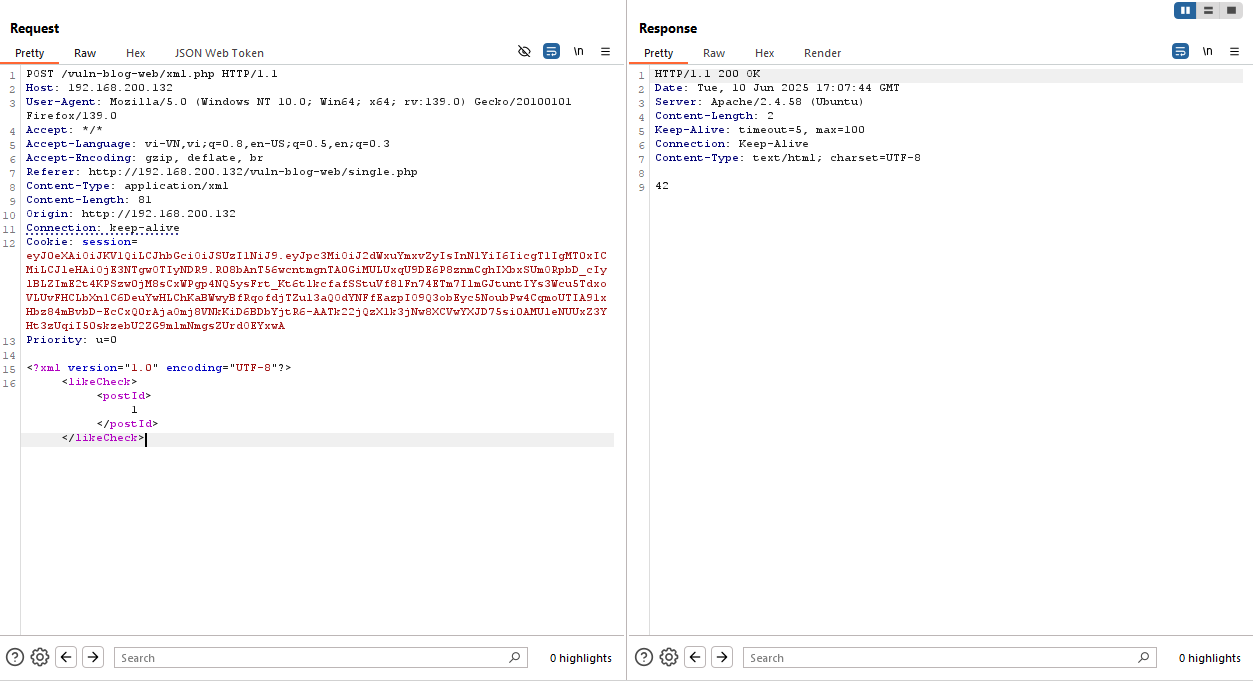 Request
Pretty Raw Hex JSON Web Token \n
1 POST /vuln-blog-web/xml.php HTTP/1.1
2 Host: 192.168.200.132
3 User-Agent: Mozilla/5.0 (Windows NT 10.0; Win64; x64; rv:139.0) Gecko/20100101
Firefox/139.0
4 Accept: */*
5 Accept-Language: vi-VN,vi;q=0.8,en-US;q=0.5,en;q=0.3
6 Accept-Encoding: gzip, deflate, br
7 Referer: http://192.168.200.132/vuln-blog-web/single.php
8 Content-Type: application/xml
9 Content-Length: 81
10 Origin: http://192.168.200.132
11 Connection: keep-alive
12 Cookie: session=
13 Priority: u=0
14
15 <?xml version="1.0" encoding="UTF-8"?>
16 <likeCheck>
<postId>
1
</postId>
</likeCheck>
Search
0 highlights
Response
Pretty Raw Hex Render \n
1 HTTP/1.1 200 OK
2 Date: Tue, 10 Jun 2025 17:07:44 GMT
3 Server: Apache/2.4.58 (Ubuntu)
4 Content-Length: 2
5 Keep-Alive: timeout=5, max=100
6 Connection: Keep-Alive
7 Content-Type: text/html; charset=UTF-8
8
9 42
Search
0 highlights